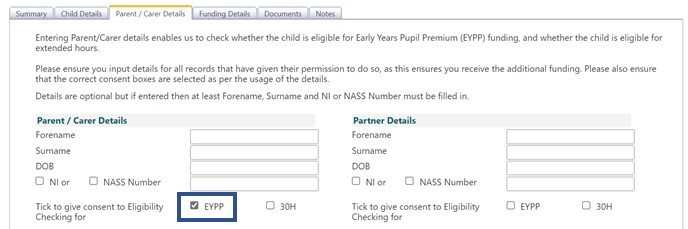 Summary Child Details Parent / Carer Details Funding Details Documents Notes
Entering Parent/Carer details enables us to check whether the child is eligible for Early Years Pupil Premium (EYPP) funding, and whether the child is eligible for
extended hours.
Please ensure you input details for all records that have given their permission to do so, as this ensures you receive the additional funding. Please also ensure
that the correct consent boxes are selected as per the usage of the details.
Details are optional but if entered then at least Forename, Surname and NI or NASS Number must be filled in.
Parent / Carer Details Partner Details
Forename Forename
Surname Surname
DOB DOB
NI or NASS Number NI or NASS Number
Tick to give consent to Eligibility EYPP 30H Tick to give consent to Eligibility EYPP 30H
Checking for Checking for